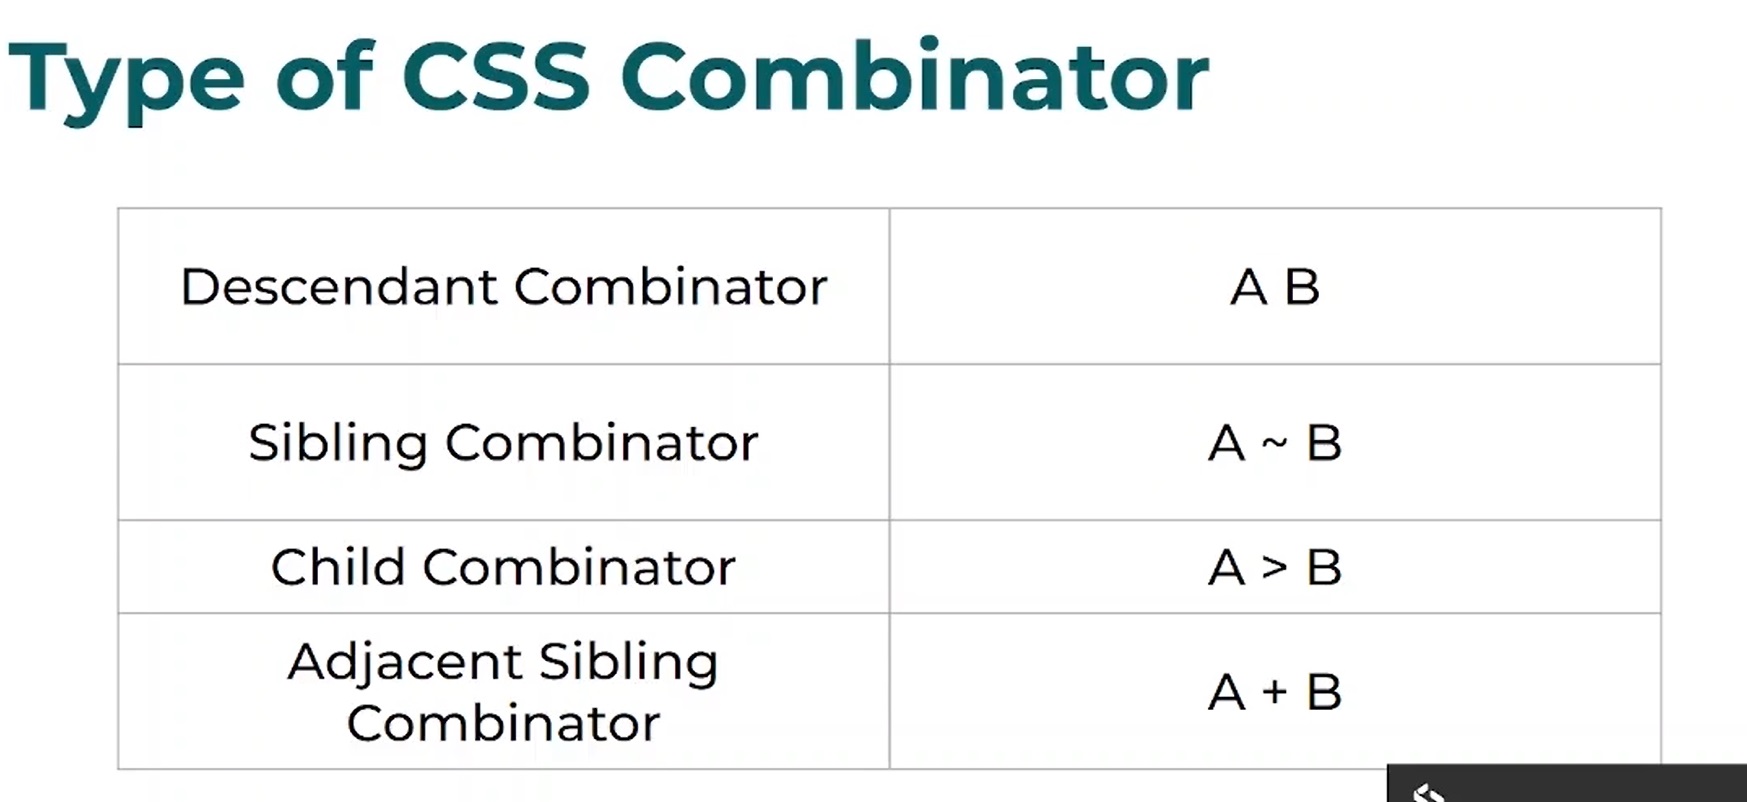 Type of CSS Combinator
Descendant Combinator
A B
Sibling Combinator
A ~ B
Child Combinator
A > B
Adjacent Sibling
Combinator
A + B